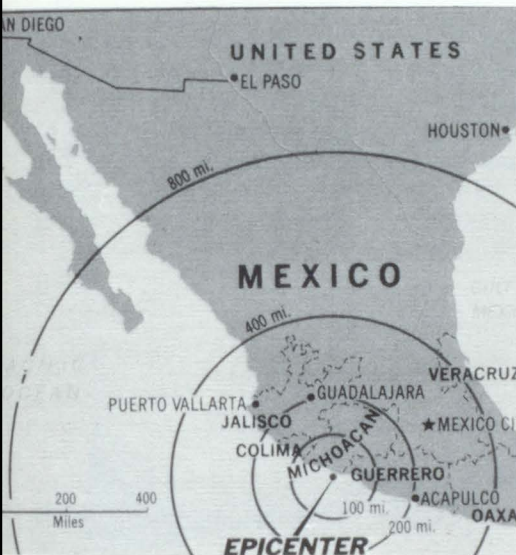 AN DIEGO
UNITED STATES
EL PASO
HOUSTON
800 mi.
MEXICO
400 mi.
VERACRUZ
PUERTO VALLARTA
GUADALAJARA
JALISCO
MEXICO CI
COLIMA
MICHOACAN
GUERRERO
ACAPULCO
OAXA
100 mi.
200 mi.
200 400
Miles
EPICENTER